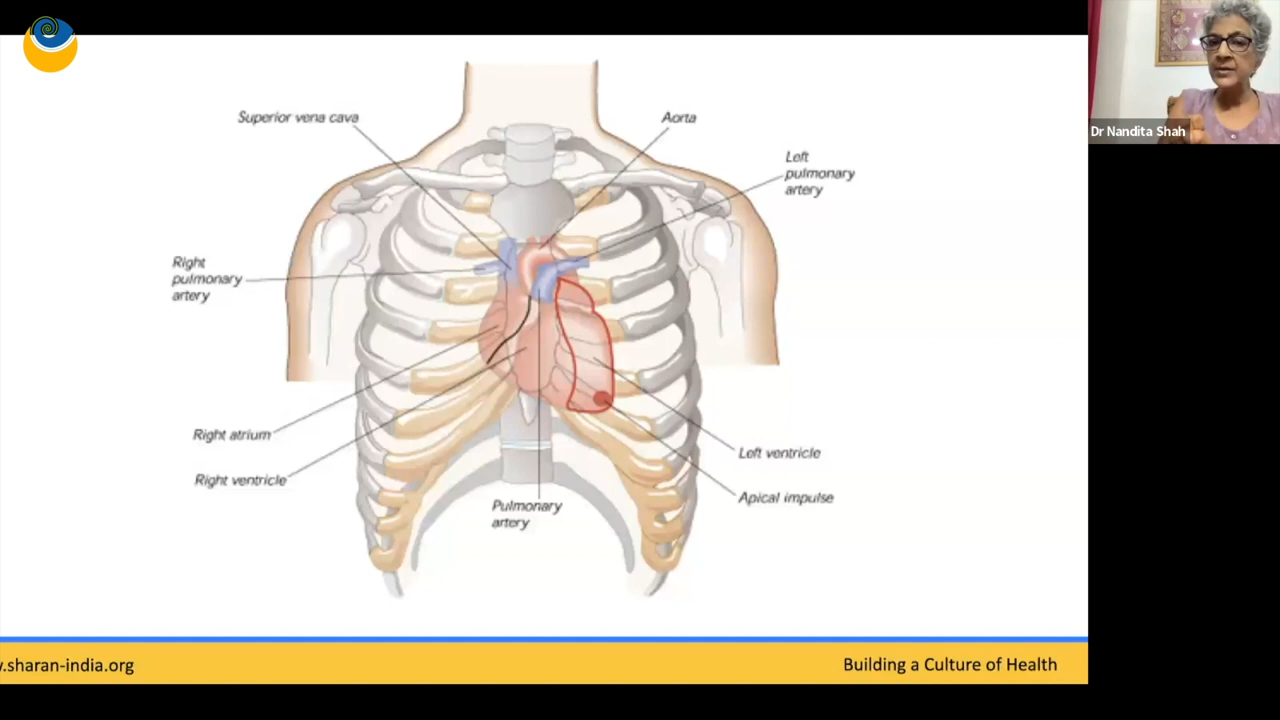 Superior vena cava
Aorta
Left
pulmonary
artery
Right
pulmonary
artery
Right atrium
Right ventricle
Pulmonary
artery
Left ventricle
Apical impulse
Dr Nandita Shah
.sharan-india.org
Building a Culture of Health